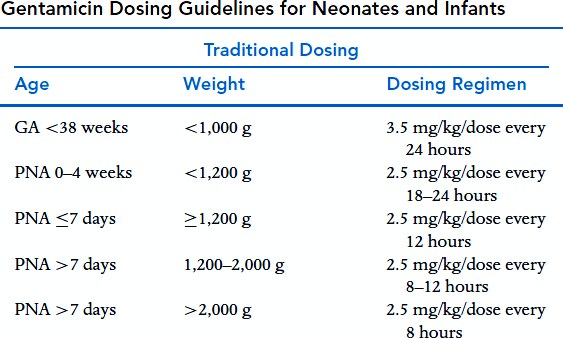 Gentamicin Dosing Guidelines for Neonates and Infants
Traditional Dosing
Age Weight Dosing Regimen
GA <38 weeks <1,000 g 3.5 mg/kg/dose every
24 hours
PNA 0–4 weeks <1,200 g 2.5 mg/kg/dose every
18–24 hours
PNA ≤7 days ≥1,200 g 2.5 mg/kg/dose every
12 hours
PNA >7 days 1,200–2,000 g 2.5 mg/kg/dose every
8–12 hours
PNA >7 days >2,000 g 2.5 mg/kg/dose every
8 hours